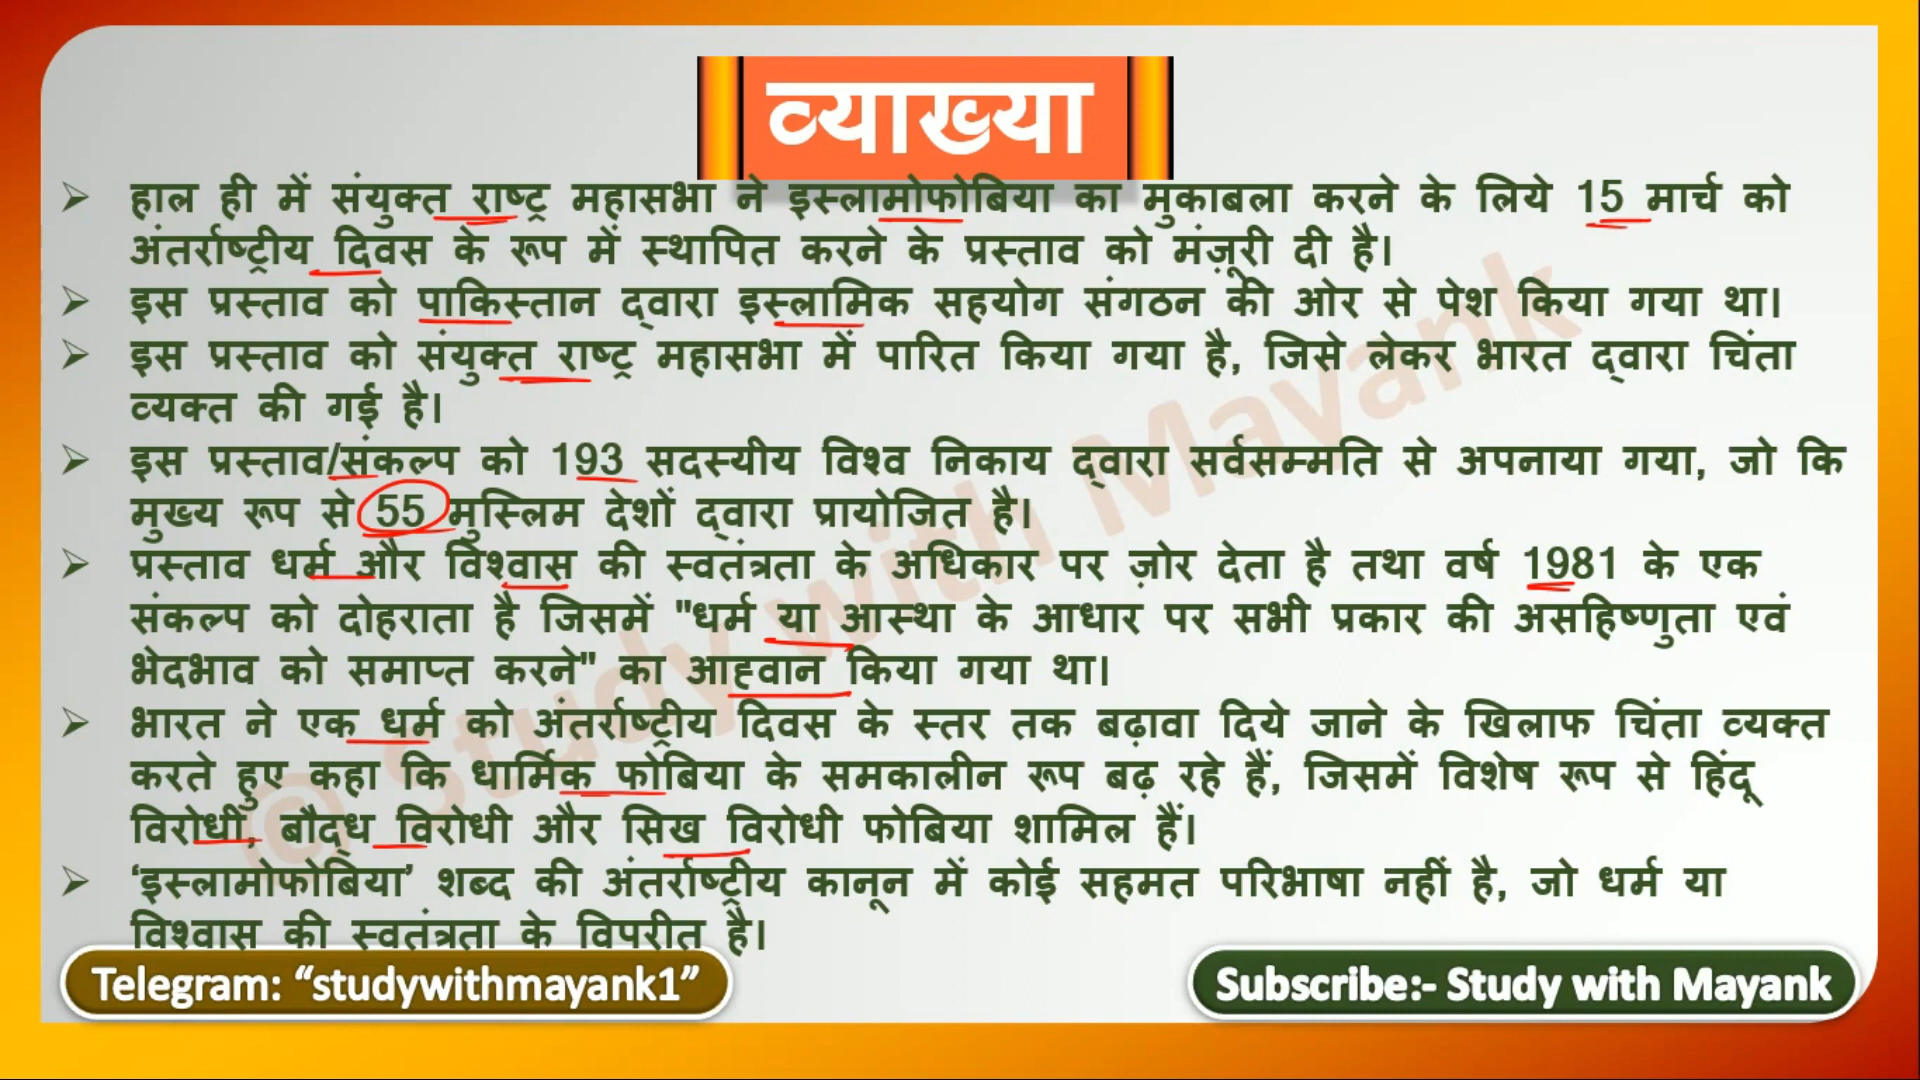 व्याख्या
➢ हाल ही में संयुक्त राष्ट्र महासभा ने इस्लामोफोबिया का मुकाबला करने के लिये 15 मार्च को
अंतर्राष्ट्रीय दिवस के रूप में स्थापित करने के प्रस्ताव को मंज़ूरी दी है।
➢ इस प्रस्ताव को पाकिस्तान द्वारा इस्लामिक सहयोग संगठन की ओर से पेश किया गया था।
➢ इस प्रस्ताव को संयुक्त राष्ट्र महासभा में पारित किया गया है, जिसे लेकर भारत द्वारा चिंता
व्यक्त की गई है।
➢ इस प्रस्ताव/संकल्प को 193 सदस्यीय विश्व निकाय द्वारा सर्वसम्मति से अपनाया गया, जो कि
मुख्य रूप से 55 मुस्लिम देशों द्वारा प्रायोजित है।
➢ प्रस्ताव धर्म और विश्वास की स्वतंत्रता के अधिकार पर ज़ोर देता है तथा वर्ष 1981 के एक
संकल्प को दोहराता है जिसमें "धर्म या आस्था के आधार पर सभी प्रकार की असहिष्णुता एवं
भेदभाव को समाप्त करने" का आह्वान किया गया था।
➢ भारत ने एक धर्म को अंतर्राष्ट्रीय दिवस के स्तर तक बढ़ावा दिये जाने के खिलाफ चिंता व्यक्त
करते हुए कहा कि धार्मिक फोबिया के समकालीन रूप बढ़ रहे हैं, जिसमें विशेष रूप से हिंदू
विरोधी, बौद्ध विरोधी और सिख विरोधी फोबिया शामिल हैं।
➢ ‘इस्लामोफोबिया’ शब्द की अंतर्राष्ट्रीय कानून में कोई सहमत परिभाषा नहीं है, जो धर्म या
विश्वास की स्वतंत्रता के विपरीत है।
© Study with Mayank
Telegram: “studywithmayank1”
Subscribe:- Study with Mayank